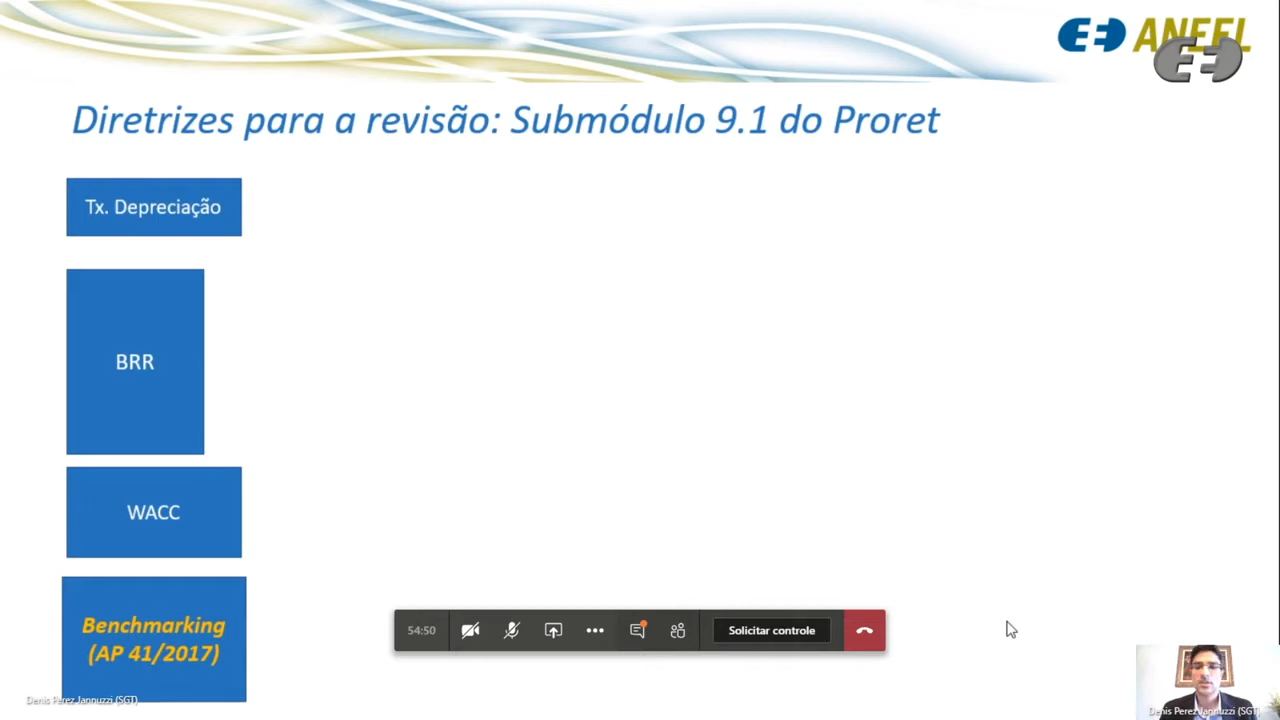 ANEEL
Diretrizes para a revisão: Submódulo 9.1 do Proret
Tx. Depreciação
BRR
WACC
Benchmarking
(AP 41/2017)
54:50
Solicitar controle
Denis Perez Jannuzzi (SGT)
Denis Perez Jannuzzi (SGT)